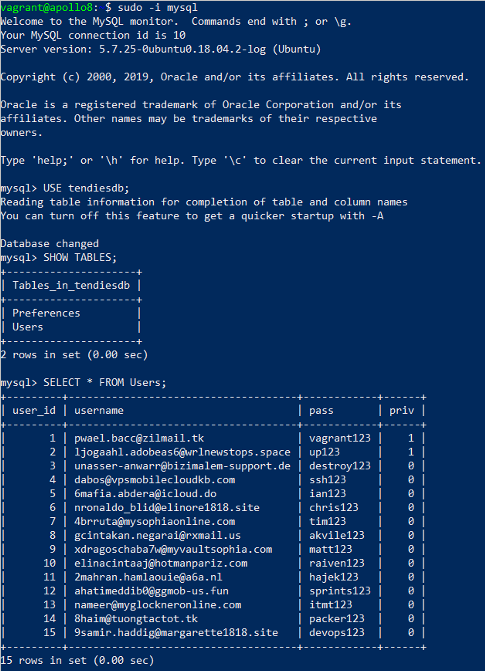 vagrant@apollo8: $ sudo -i mysql
Welcome to the MySQL monitor.  Commands end with ; or \g.
Your MySQL connection id is 10
Server version: 5.7.25-0ubuntu0.18.04.2-log (Ubuntu)

Copyright (c) 2000, 2019, Oracle and/or its affiliates. All rights reserved.

Oracle is a registered trademark of Oracle Corporation and/or its
affiliates. Other names may be trademarks of their respective
owners.

Type 'help;' or '\h' for help. Type '\c' to clear the current input statement.

mysql> USE tendiesdb;
Reading table information for completion of table and column names
You can turn off this feature to get a quicker startup with -A

Database changed
mysql> SHOW TABLES;
+---------------------+
| Tables_in_tendiesdb |
+---------------------+
| Preferences         |
| Users               |
+---------------------+
2 rows in set (0.00 sec)

mysql> SELECT * FROM Users;
+---------+-----------------------------------+------------+------+
| user_id | username                          | pass       | priv |
+---------+-----------------------------------+------------+------+
|       1 | pwael.bacc@zilmail.tk             | vagrant123 |    1 |
|       2 | ljogaahl.adobeas6@wrlnewstops.space | up123      |    1 |
|       3 | unasser-anwarr@bizimalem-support.de | destroy123 |    0 |
|       4 | dabos@vpsmobilecloudkb.com        | ssh123     |    0 |
|       5 | 6mafia.abdera@icloud.do           | ian123     |    0 |
|       6 | nronaldo_blid@elinore1818.site    | chris123   |    0 |
|       7 | 4brruta@mysophiaonline.com        | tim123     |    0 |
|       8 | gcintakan.negarai@rxmail.us       | akvile123  |    0 |
|       9 | xdragoschaba7w@myvaultsophia.com  | matt123    |    0 |
|      10 | elinacintaaj@hotmanpariz.com      | raiven123  |    0 |
|      11 | 2mahran.hamlaouie@a6a.nl          | hajek123   |    0 |
|      12 | ahatimeddib0@ggmob-us.fun         | sprints123 |    0 |
|      13 | nameer@myglockneronline.com       | itmt123    |    0 |
|      14 | 8haim@tuongtactot.tk              | packer123  |    0 |
|      15 | 9samir.haddig@margarette1818.site | devops123  |    0 |
+---------+-----------------------------------+------------+------+
15 rows in set (0.00 sec)